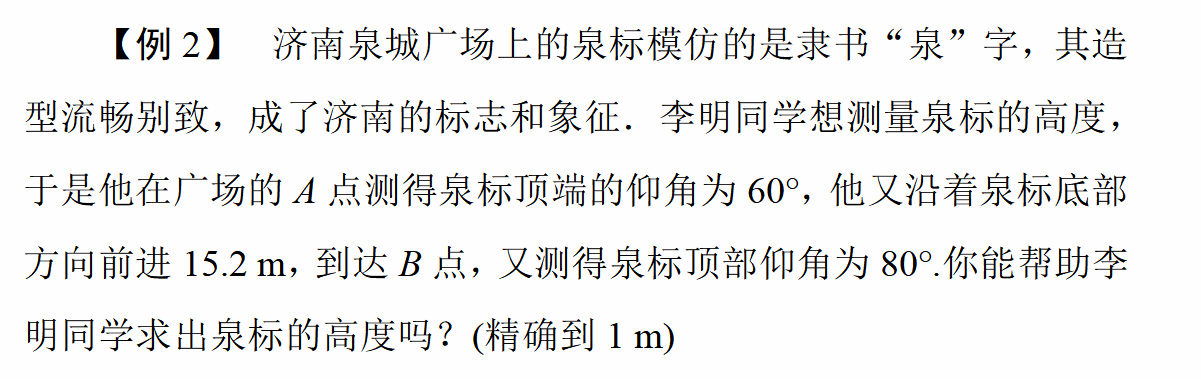 【例2】 济南泉城广场上的泉标模仿的是隶书“泉”字，其造
型流畅别致，成了济南的标志和象征．李明同学想测量泉标的高度，
于是他在广场的 A 点测得泉标顶端的仰角为 60°，他又沿着泉标底部
方向前进 15.2 m，到达 B 点，又测得泉标顶部仰角为 80°.你能帮助李
明同学求出泉标的高度吗？(精确到 1 m)